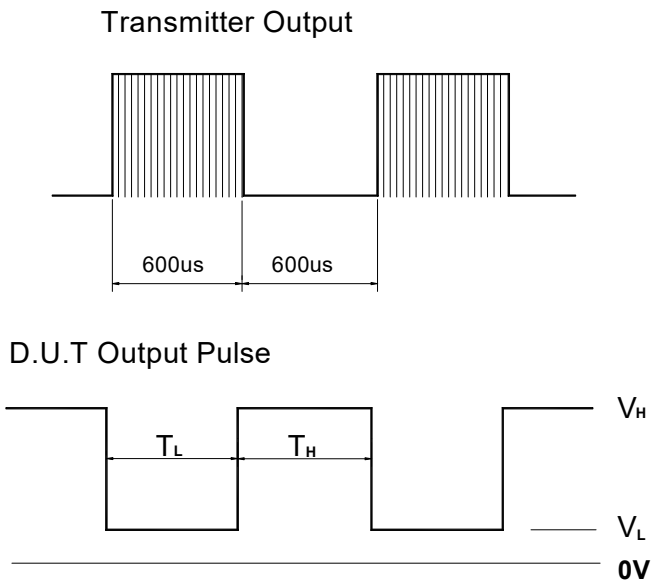 Transmitter Output
600us 600us
D.U.T Output Pulse
VH
TL TH
VL
0V